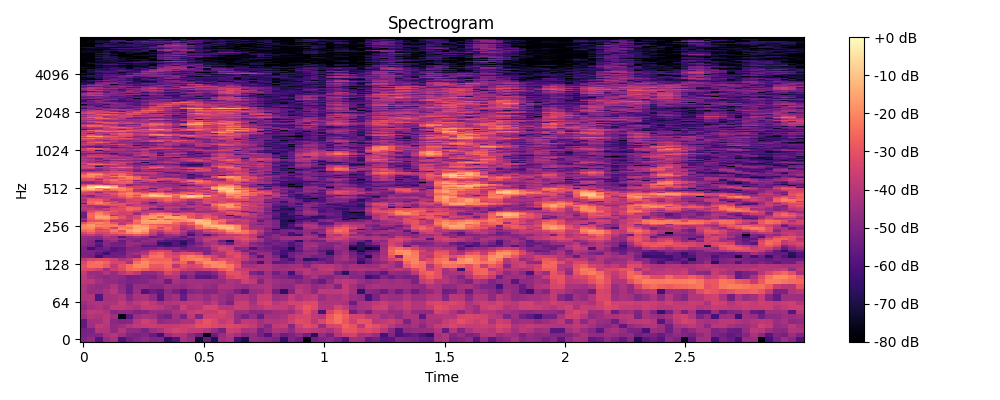 Spectrogram
Hz
4096
2048
1024
512
256
128
64
0
0
0.5
1
1.5
2
2.5
Time
+0 dB
-10 dB
-20 dB
-30 dB
-40 dB
-50 dB
-60 dB
-70 dB
-80 dB